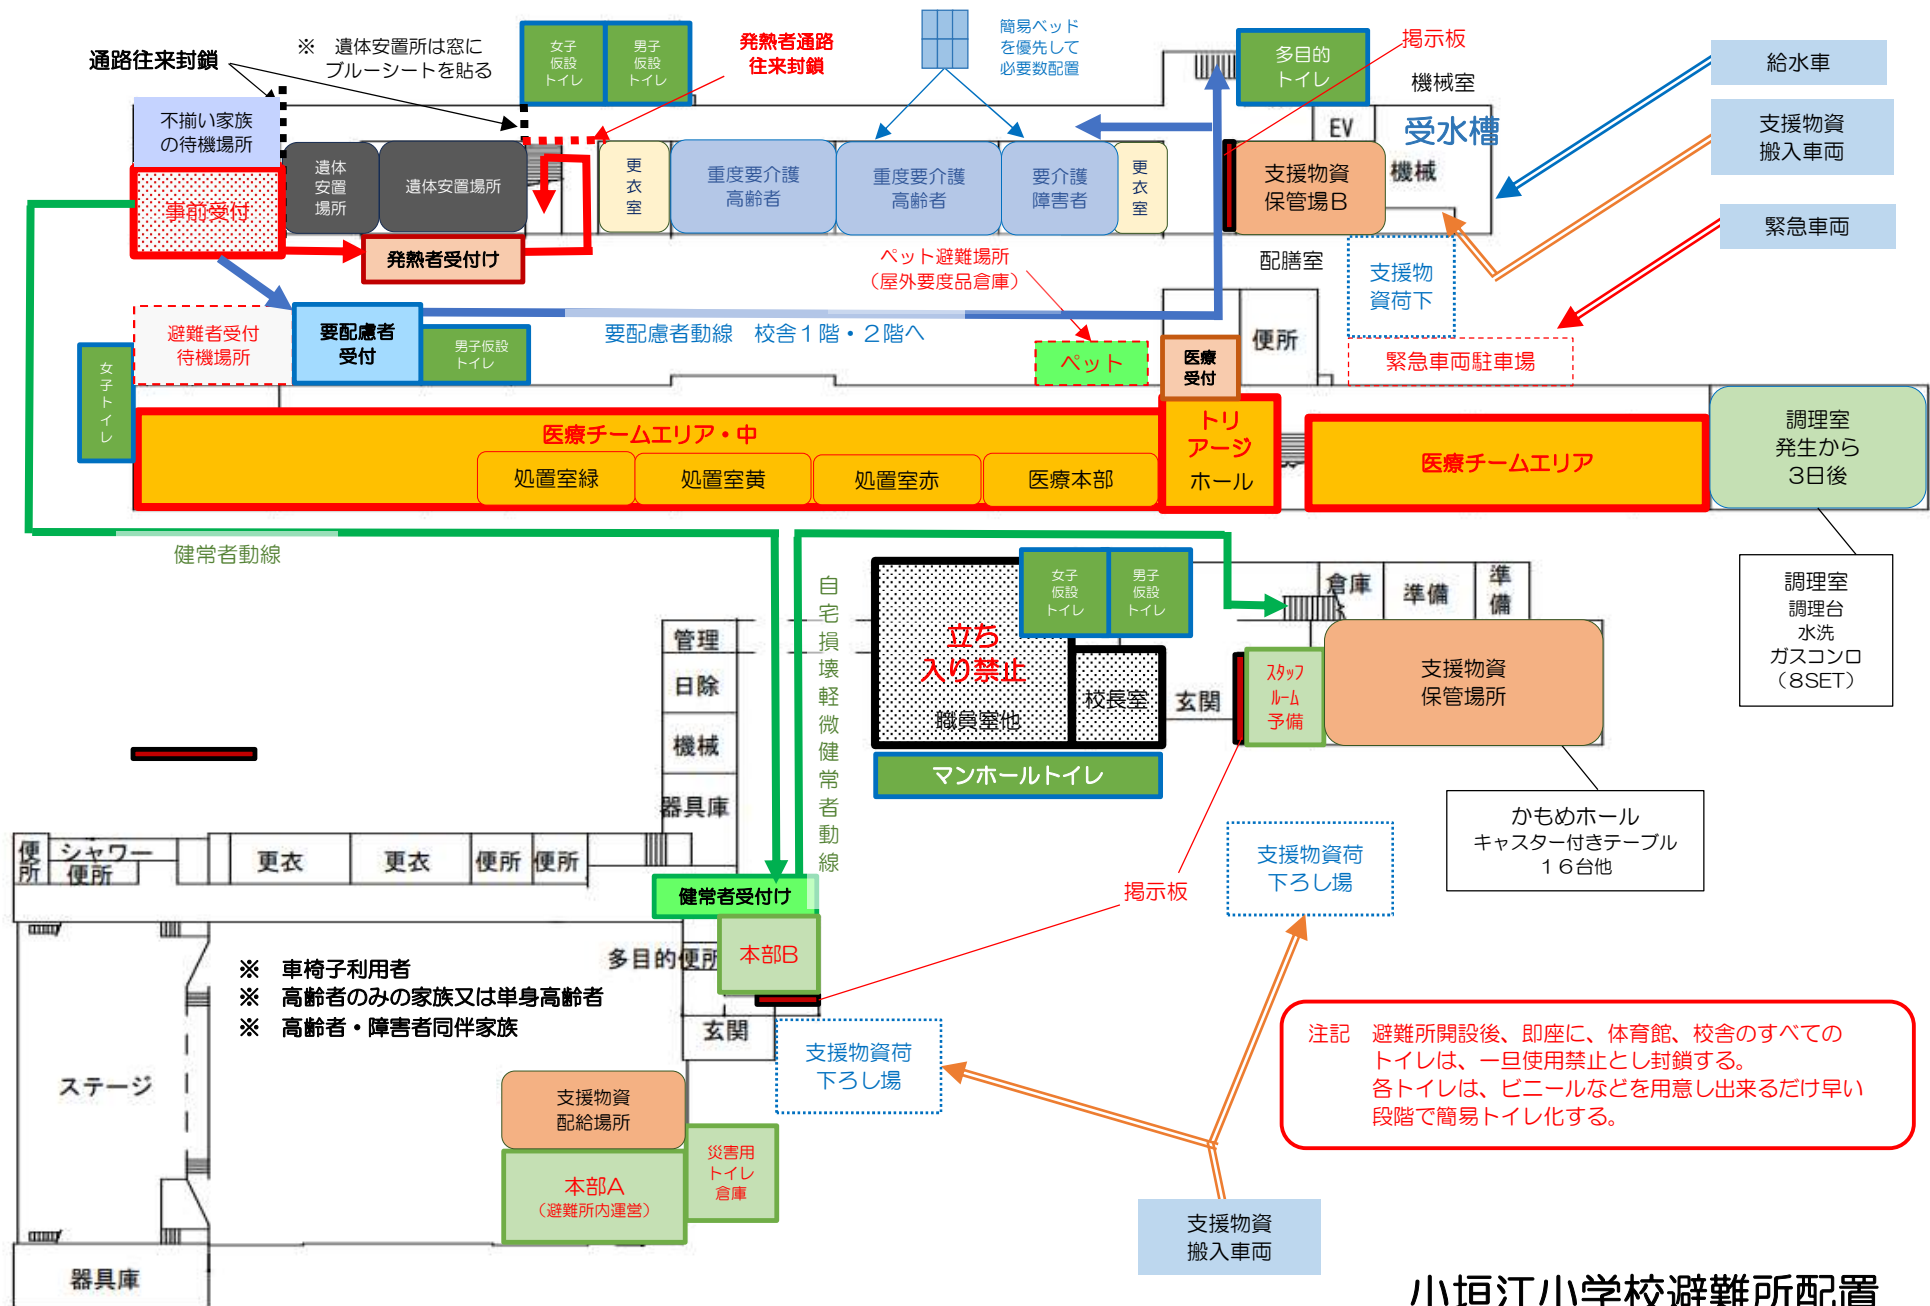 通路往来封鎖
※　遺体安置所は窓に
ブルーシートを貼る
女子
仮設
トイレ
男子
仮設
トイレ
発熱者通路
往来封鎖
簡易ベッド
を優先して
必要数配置
多目的
トイレ
掲示板
機械室
給水車
支援物資
搬入車両
緊急車両
不揃い家族
の待機場所
事前受付
遺体
安置
場所
遺体安置場所
更
衣
室
重度要介護
高齢者
重度要介護
高齢者
要介護
障害者
更
衣
室
支援物資
保管場B
EV
受水槽
機械
発熱者受付け
ペット避難場所
（屋外要度品倉庫）
配膳室
支援物
資荷下
避難者受付
待機場所
要配慮者
受付
男子仮設
トイレ
要配慮者動線　校舎１階・２階へ
ペット
医療
受付
便所
緊急車両駐車場
女
子
ト
イ
レ
医療チームエリア・中
処置室緑
処置室黄
処置室赤
医療本部
トリ
アージ
ホール
医療チームエリア
調理室
発生から
3日後
健常者動線
自
宅
損
壊
軽
微
健
常
者
動
線
女子
仮設
トイレ
男子
仮設
トイレ
立ち
入り禁止
職員室他
校長室
玄関
スタッフ
ルーム
予備
倉庫
準備
準
備
支援物資
保管場所
調理室
調理台
水洗
ガスコンロ
（8SET）
マンホールトイレ
管理
日除
機械
器具庫
かもめホール
キャスター付きテーブル
１６台他
支援物資荷
下ろし場
掲示板
便
所
シャワー
便所
更衣
更衣
便所
便所
健常者受付け
本部B
多目的便所
玄関
※　車椅子利用者
※　高齢者のみの家族又は単身高齢者
※　高齢者・障害者同伴家族
ステージ
支援物資荷
下ろし場
支援物資
配給場所
本部A
（避難所内運営）
災害用
トイレ
倉庫
器具庫
注記　避難所開設後、即座に、体育館、校舎のすべての
トイレは、一旦使用禁止とし封鎖する。
各トイレは、ビニールなどを用意し出来るだけ早い
段階で簡易トイレ化する。
支援物資
搬入車両
小垣江小学校避難所配置